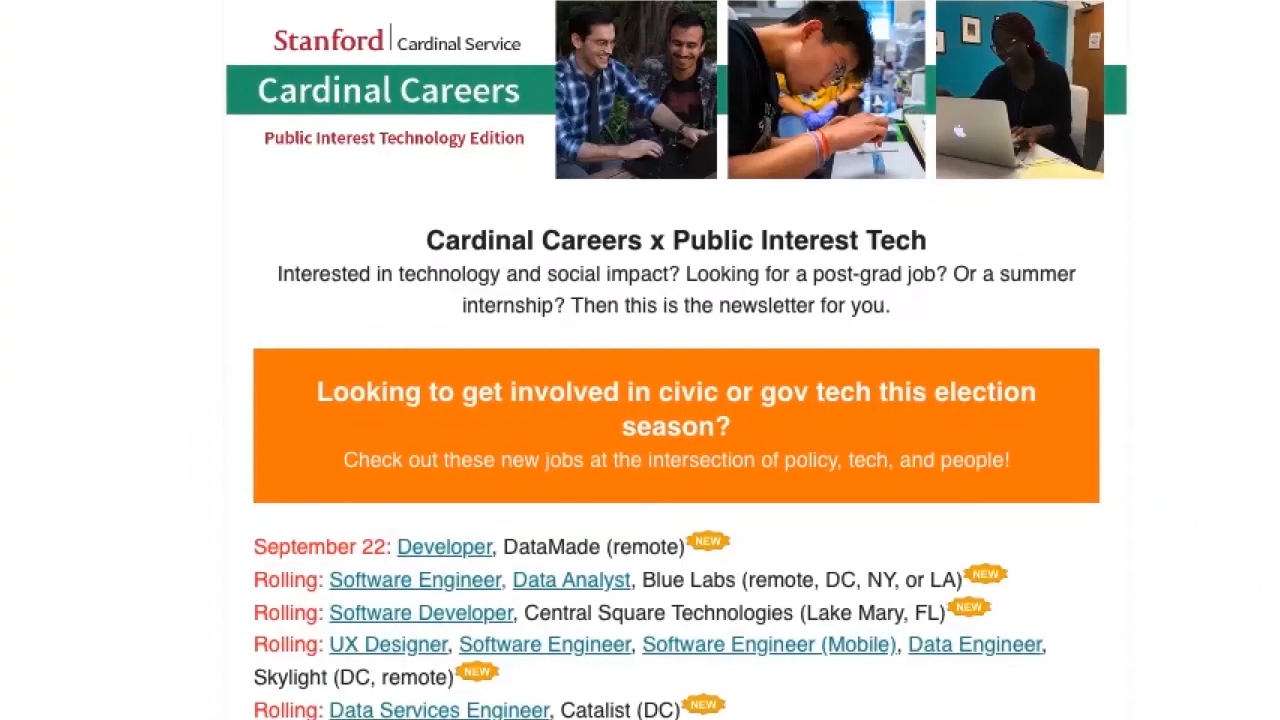 Stanford | Cardinal Service
Cardinal Careers
Public Interest Technology Edition
Cardinal Careers x Public Interest Tech
Interested in technology and social impact? Looking for a post-grad job? Or a summer
internship? Then this is the newsletter for you.
Looking to get involved in civic or gov tech this election
season?
Check out these new jobs at the intersection of policy, tech, and people!
September 22: Developer, DataMade (remote) NEW
Rolling: Software Engineer, Data Analyst, Blue Labs (remote, DC, NY, or LA) NEW
Rolling: Software Developer, Central Square Technologies (Lake Mary, FL) NEW
Rolling: UX Designer, Software Engineer, Software Engineer (Mobile), Data Engineer,
Skylight (DC, remote) NEW
Rolling: Data Services Engineer, Catalist (DC) NEW